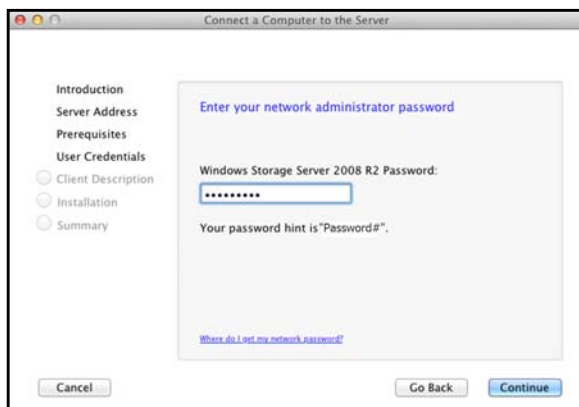 Connect a Computer to the Server
Introduction
Server Address
Prerequisites
User Credentials
Client Description
Installation
Summary
Enter your network administrator password
Windows Storage Server 2008 R2 Password:
•••••••••
Your password hint is"Password#".
Where do I get my network password?
Cancel
Go Back
Continue